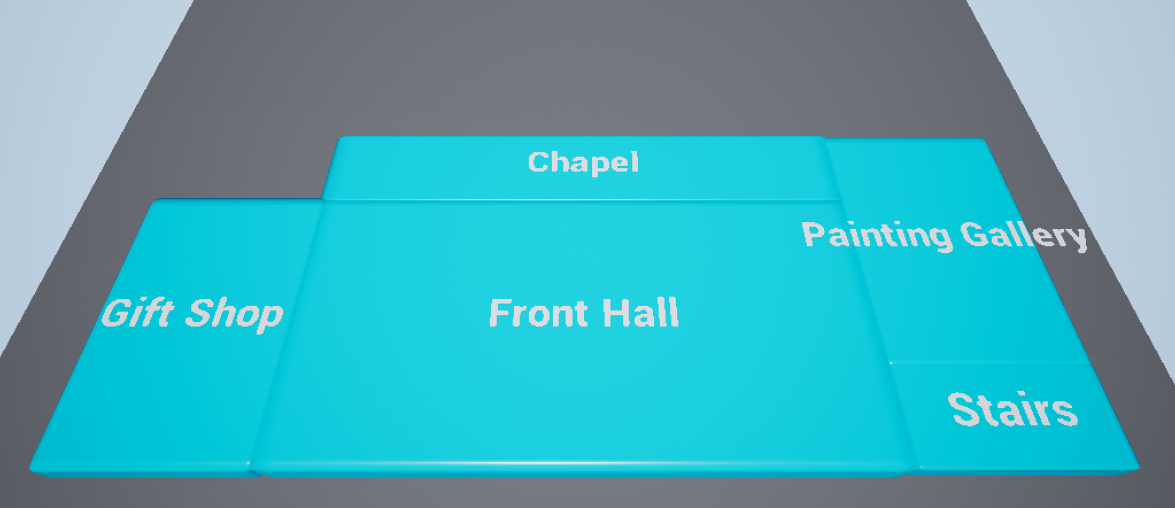 Chapel
Painting Gallery
Gift Shop
Front Hall
Stairs